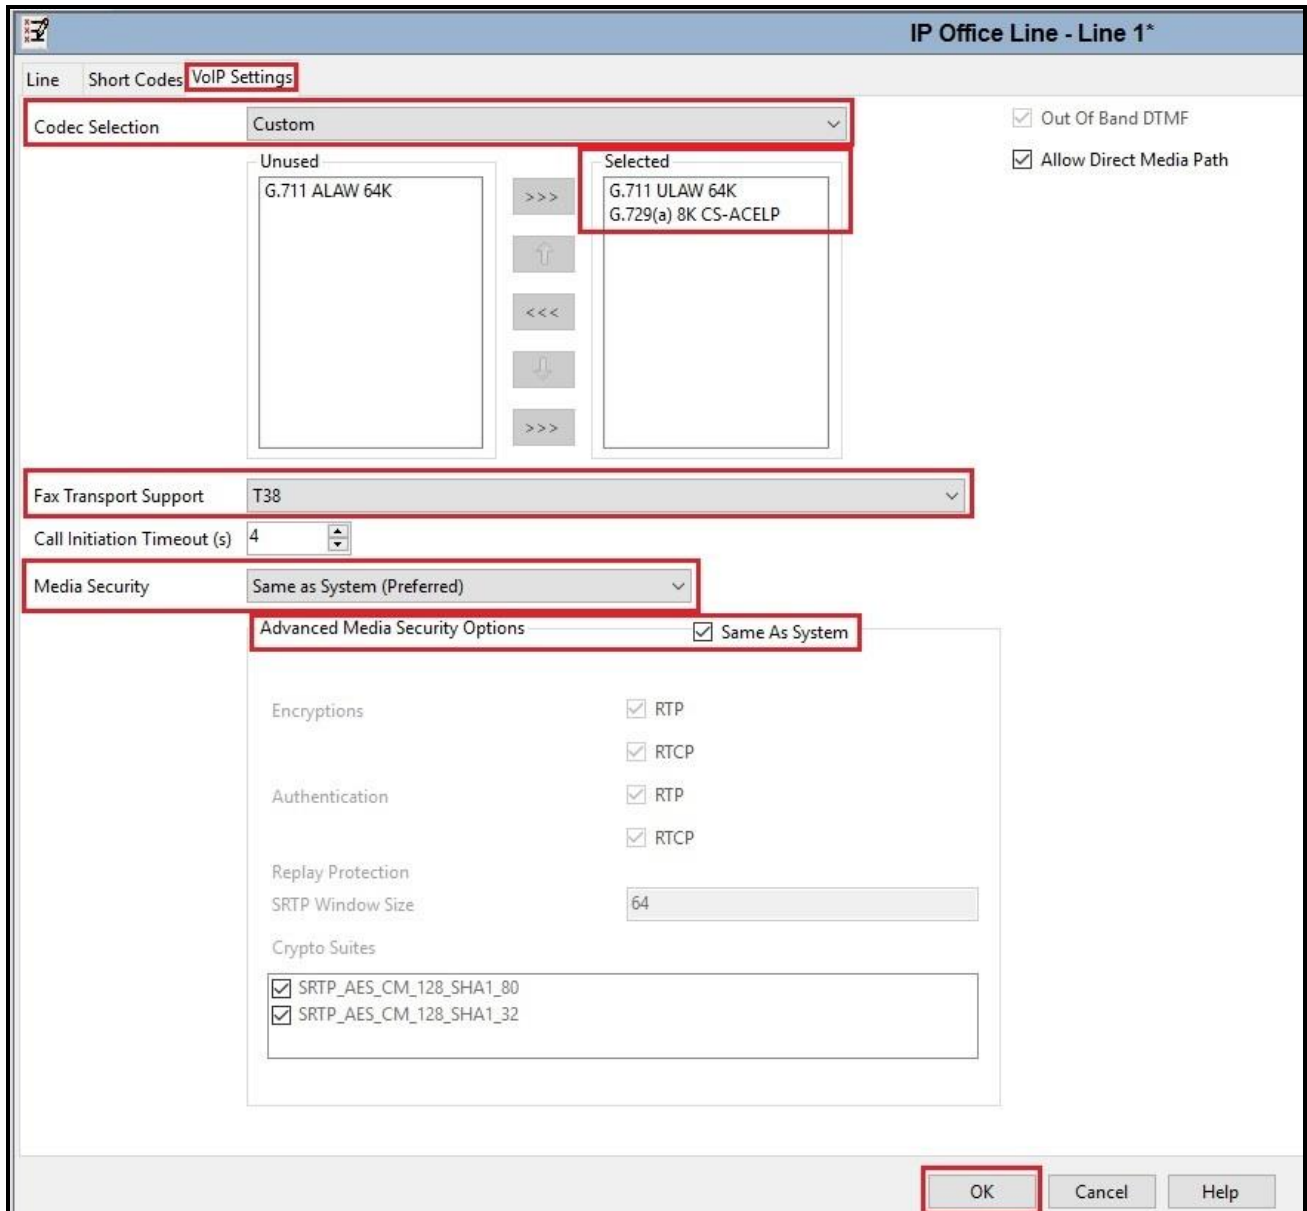 IP Office Line - Line 1*
Line Short Codes VoIP Settings
Codec Selection Custom
Out Of Band DTMF
Allow Direct Media Path
Unused
G.711 ALAW 64K
>>>
<<<
>>>
Selected
G.711 ULAW 64K
G.729(a) 8K CS-ACELP
Fax Transport Support T38
Call Initiation Timeout (s) 4
Media Security Same as System (Preferred)
Advanced Media Security Options Same As System
Encryptions RTP
RTCP
Authentication RTP
RTCP
Replay Protection
SRTP Window Size 64
Crypto Suites
SRTP_AES_CM_128_SHA1_80
SRTP_AES_CM_128_SHA1_32
OK Cancel Help